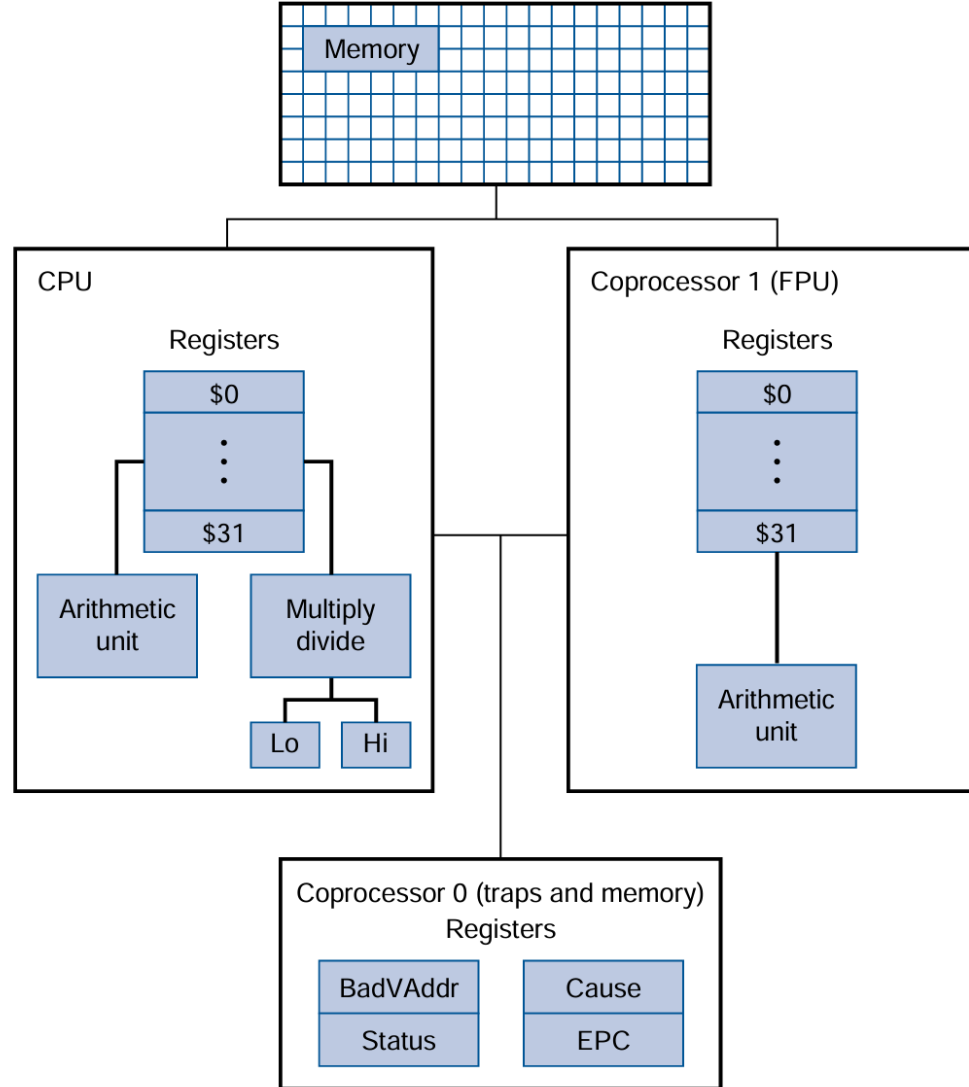 Memory
CPU
Registers
$0
$31
Arithmetic
unit
Multiply
divide
Lo
Hi
Coprocessor 1 (FPU)
Registers
$0
$31
Arithmetic
unit
Coprocessor 0 (traps and memory)
Registers
BadVAddr
Status
Cause
EPC